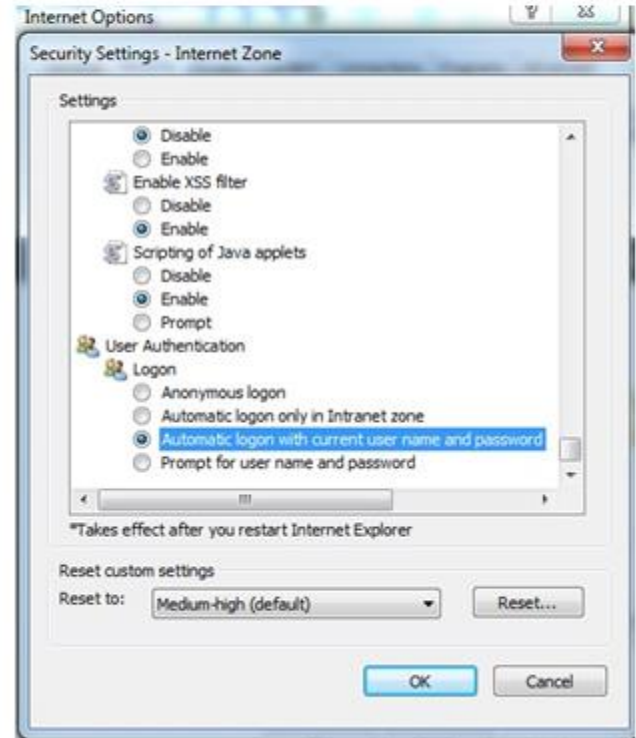 Internet Options
Security Settings - Internet Zone
Settings
Disable
Enable
Enable XSS filter
Disable
Enable
Scripting of Java applets
Disable
Enable
Prompt
User Authentication
Logon
Anonymous logon
Automatic logon only in Intranet zone
Automatic logon with current user name and password
Prompt for user name and password
*Takes effect after you restart Internet Explorer
Reset custom settings
Reset to: Medium-high (default) Reset...
OK Cancel